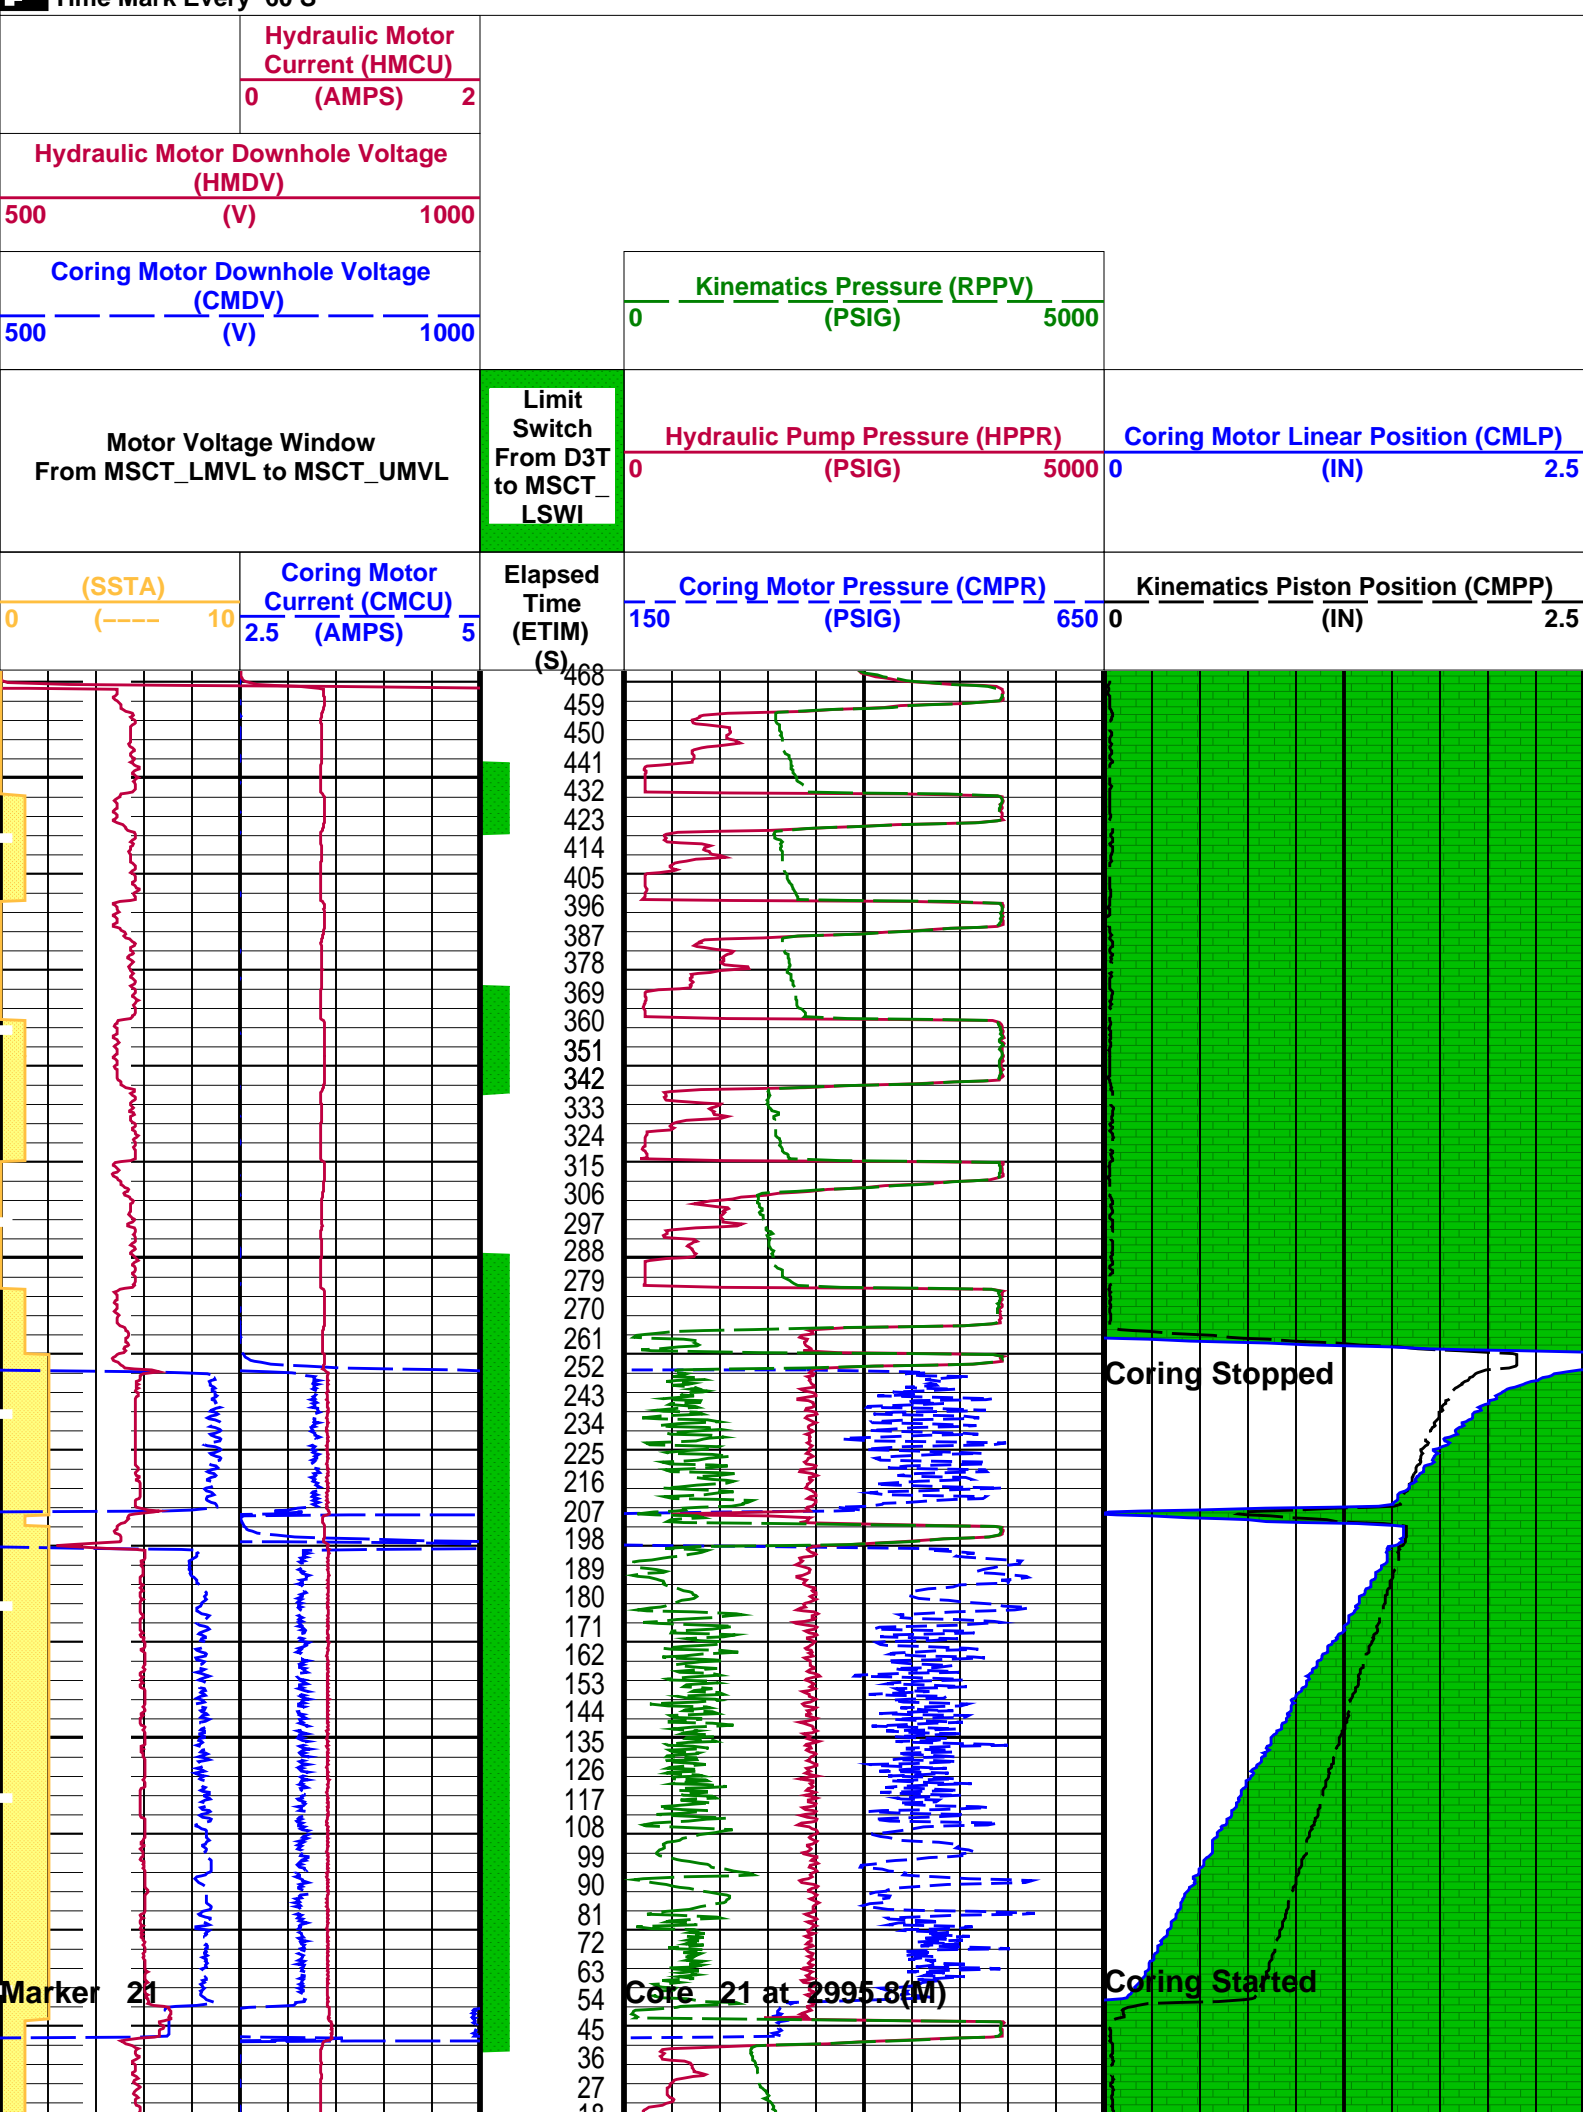 Time Mark Every 60 S
Hydraulic Motor
Current (HMCU)
0 (AMPS) 2
Hydraulic Motor Downhole Voltage
(HMDV)
500 (V) 1000
Coring Motor Downhole Voltage
(CMDV)
500 (V) 1000
Kinematics Pressure (RPPV)
0 (PSIG) 5000
Motor Voltage Window
From MSCT_LMVL to MSCT_UMVL
Limit
Switch
From D3T
to MSCT_
LSWI
Hydraulic Pump Pressure (HPPR)
0 (PSIG) 5000
Coring Motor Linear Position (CMLP)
0 (IN) 2.5
(SSTA)
0 (---- 10
Coring Motor
Current (CMCU)
2.5 (AMPS) 5
Elapsed
Time
(ETIM)
(S)
Coring Motor Pressure (CMPR)
150 (PSIG) 650
Kinematics Piston Position (CMPP)
0 (IN) 2.5
468
459
450
441
432
423
414
405
396
387
378
369
360
351
342
333
324
315
306
297
288
279
270
261
252
Coring Stopped
243
234
225
216
207
198
189
180
171
162
153
144
135
126
117
108
99
90
81
72
63
Coring Started
Marker 21
54
Core 21 at 2995.8(M)
45
36
27
18